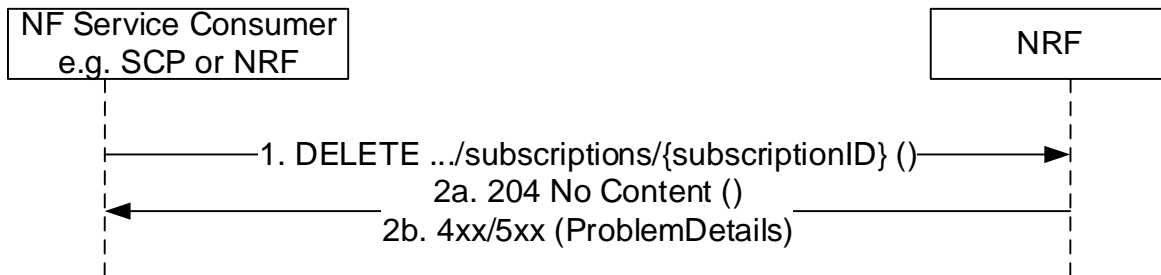 NF Service Consumer
e.g. SCP or NRF
NRF
1. DELETE .../subscriptions/{subscriptionID} ()
2a. 204 No Content ()
2b. 4xx/5xx (ProblemDetails)